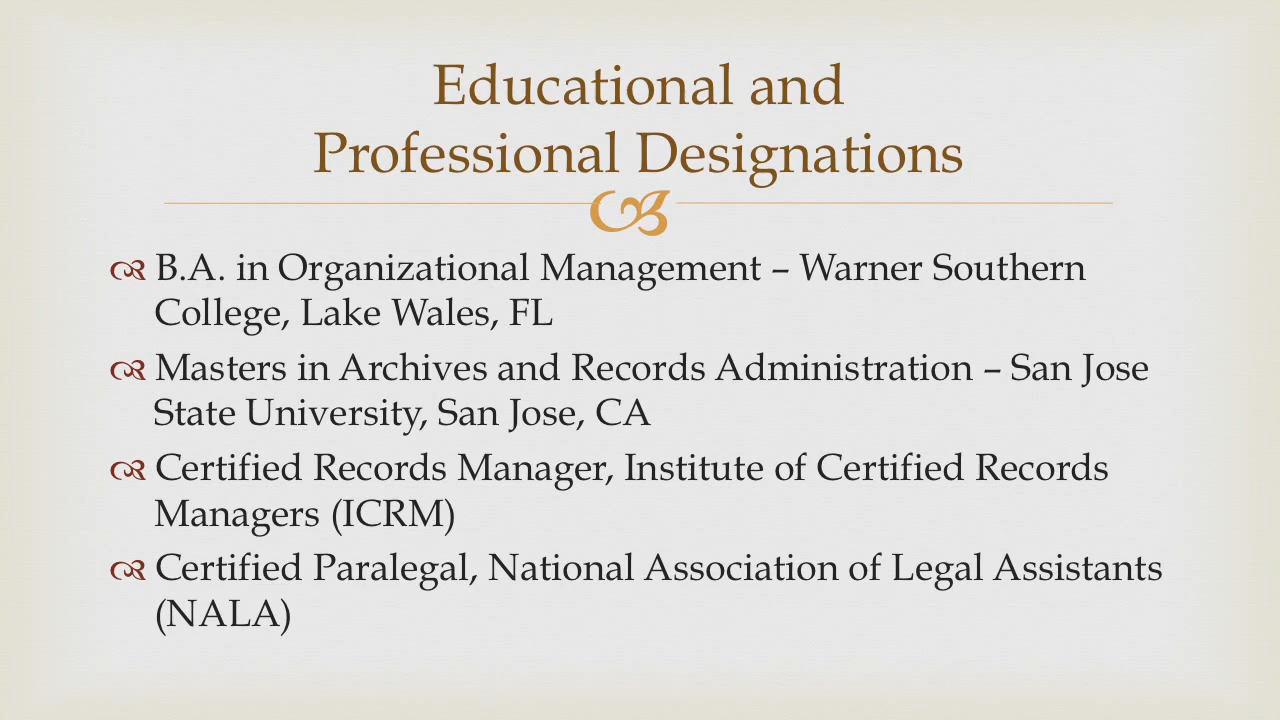 Educational and
Professional Designations
B.A. in Organizational Management – Warner Southern
College, Lake Wales, FL
Masters in Archives and Records Administration – San Jose
State University, San Jose, CA
Certified Records Manager, Institute of Certified Records
Managers (ICRM)
Certified Paralegal, National Association of Legal Assistants
(NALA)